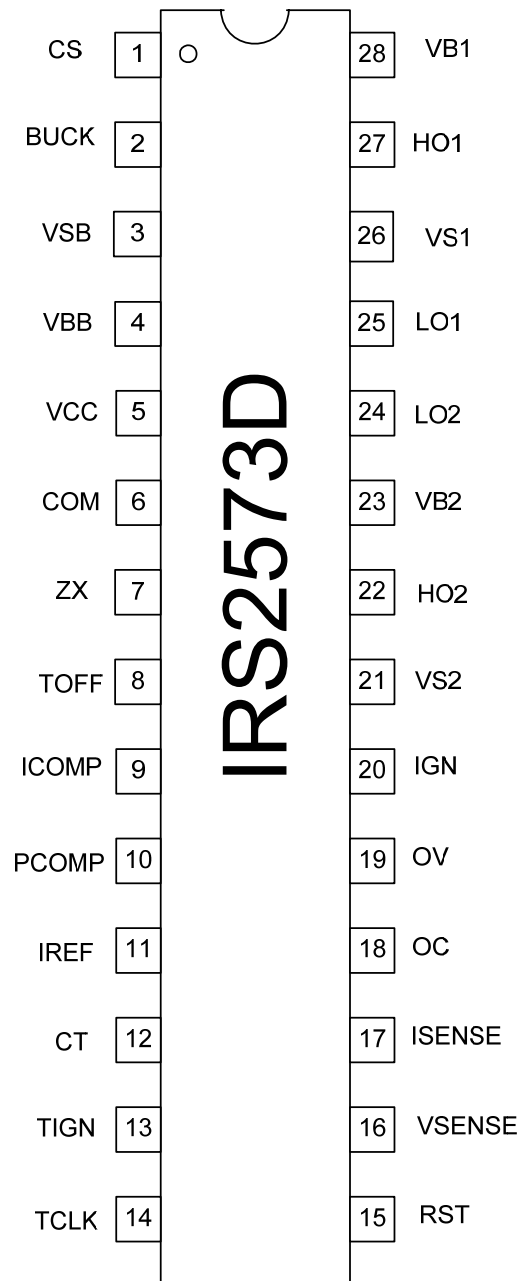 CS 1 28 VB1
BUCK 2 27 HO1
VSB 3 26 VS1
VBB 4 25 LO1
VCC 5 24 LO2
COM 6 23 VB2
ZX 7 22 HO2
TOFF 8 21 VS2
ICOMP 9 20 IGN
PCOMP 10 19 OV
IREF 11 18 OC
CT 12 17 ISENSE
TIGN 13 16 VSENSE
TCLK 14 15 RST
IRS2573D